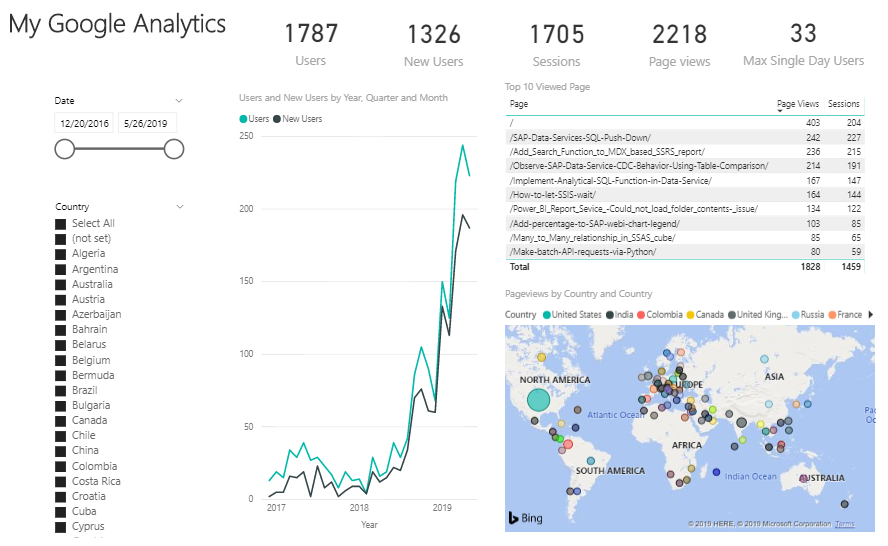 My Google Analytics
1787
Users
1326
New Users
1705
Sessions
2218
Page views
33
Max Single Day Users
Date
12/20/2016 5/26/2019
Country
Select All
(not set)
Algeria
Argentina
Australia
Austria
Azerbaijan
Bahrain
Belarus
Belgium
Bermuda
Brazil
Bulgaria
Canada
Chile
China
Colombia
Costa Rica
Croatia
Cuba
Cyprus
Users and New Users by Year, Quarter and Month
Users New Users
250
200
150
100
50
0
2017 2018 2019
Year
Top 10 Viewed Page
Page Page Views Sessions
/ 403 204
/SAP-Data-Services-SQL-Push-Down/ 242 227
/Add_Search_Function_to_MDX_based_SSRS_report/ 236 215
/Observe-SAP-Data-Service-CDC-Behavior-Using-Table-Comparison/ 214 191
/Implement-Analytical-SQL-Function-in-Data-Service/ 167 147
/How-to-let-SSIS-wait/ 164 144
/Power_BI_Report_Sevice_-Could_not_load_folder_contents-_issue/ 134 122
/Add-percentage-to-SAP-webi-chart-legend/ 103 85
/Many_to_Many_relationship_in_SSAS_cube/ 85 65
/Make-batch-API-requests-via-Python/ 80 59
Total 1828 1459
Pageviews by Country and Country
Country United States India Colombia Canada United King... Russia France
NORTH AMERICA
EUROPE
ASIA
Atlantic Ocean
Pac
Oc
AFRICA
SOUTH AMERICA
Indian Ocean
AUSTRALIA
Bing
© 2019 HERE, © 2019 Microsoft Corporation Terms